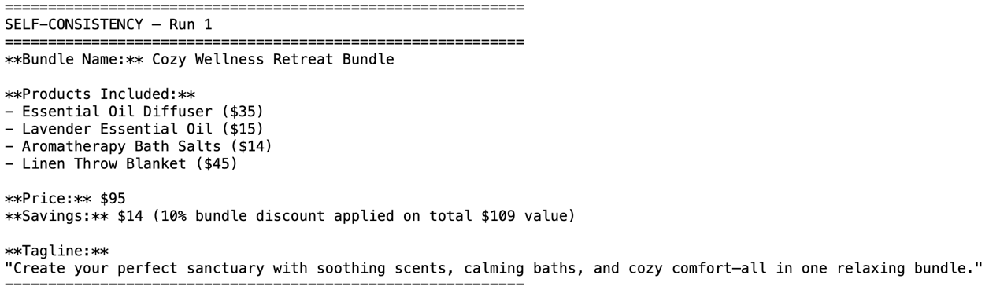 ============================================================
SELF-CONSISTENCY — Run 1
============================================================
**Bundle Name:** Cozy Wellness Retreat Bundle

**Products Included:**
- Essential Oil Diffuser ($35)
- Lavender Essential Oil ($15)
- Aromatherapy Bath Salts ($14)
- Linen Throw Blanket ($45)

**Price:** $95
**Savings:** $14 (10% bundle discount applied on total $109 value)

**Tagline:**
"Create your perfect sanctuary with soothing scents, calming baths, and cozy comfort—all in one relaxing bundle."
============================================================